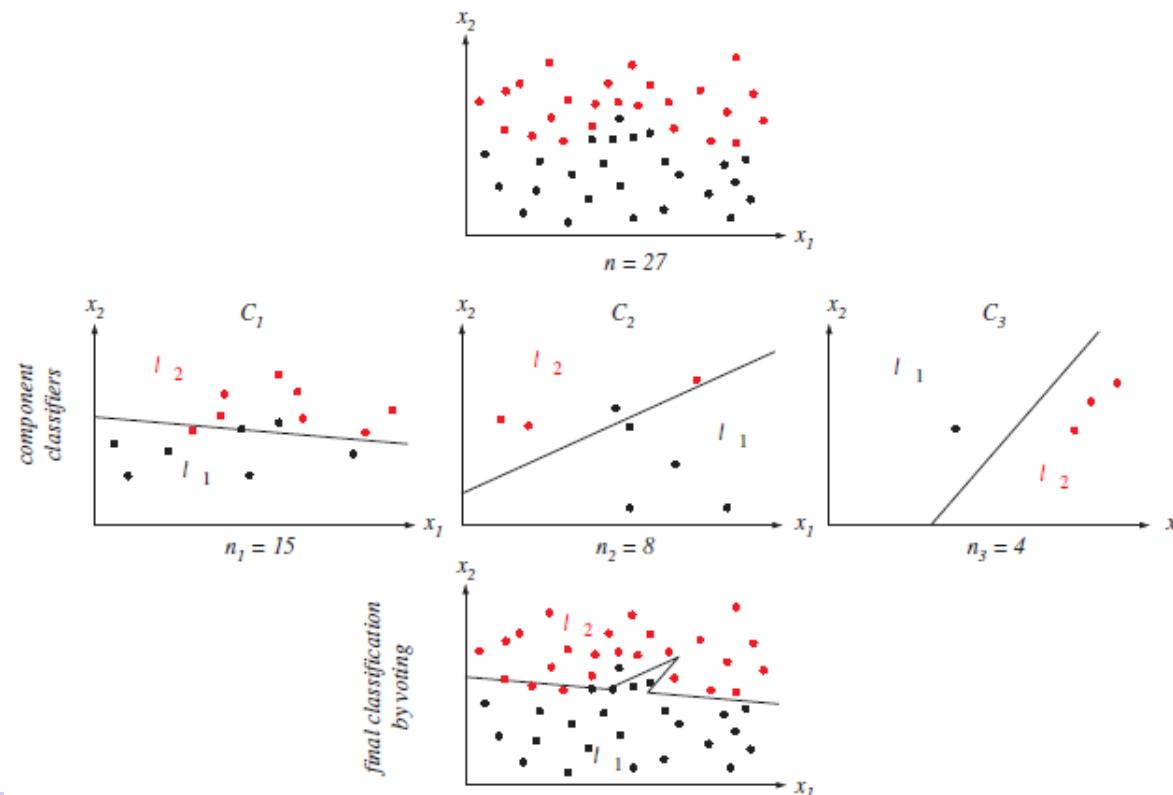 x2
x1
n = 27
x2
C1
l 2
l 1
x1
n1 = 15
component
classifiers
x2
C2
l 2
l 1
x1
n2 = 8
x2
C3
l 1
l 2
x
n3 = 4
x2
l 2
l 1
x1
final classification
by voting